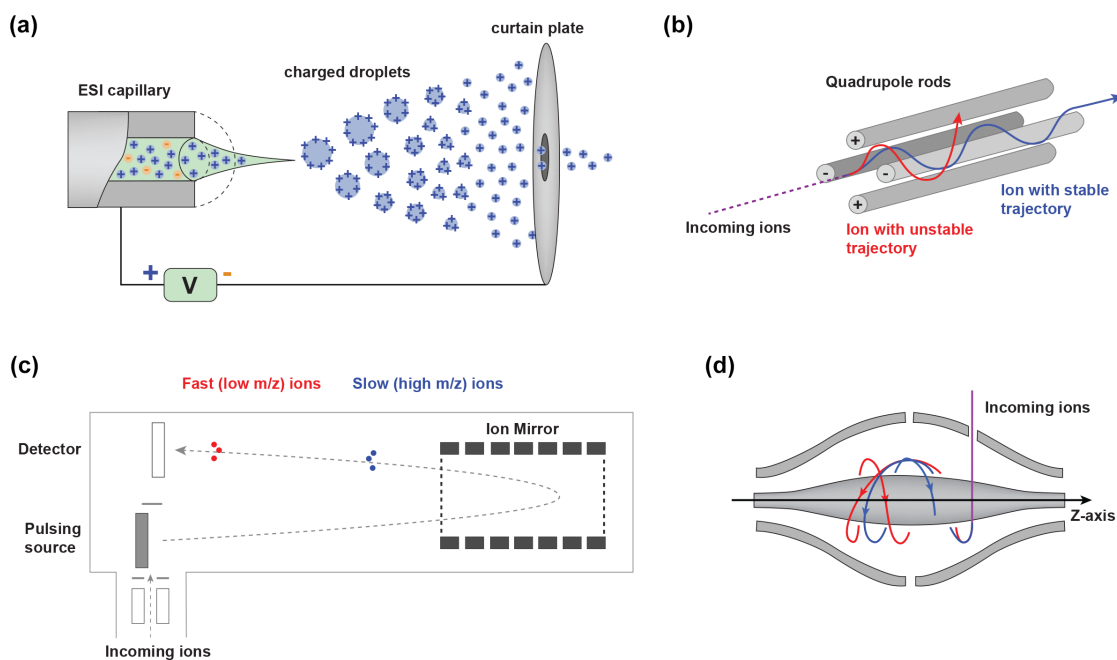 (a)
curtain plate
charged droplets
ESI capillary
+
V
-
(b)
Quadrupole rods
+
-
-
+
Incoming ions
Ion with unstable
trajectory
Ion with stable
trajectory
(c)
Fast (low m/z) ions
Slow (high m/z) ions
Detector
Ion Mirror
Pulsing
source
Incoming ions
(d)
Incoming ions
Z-axis